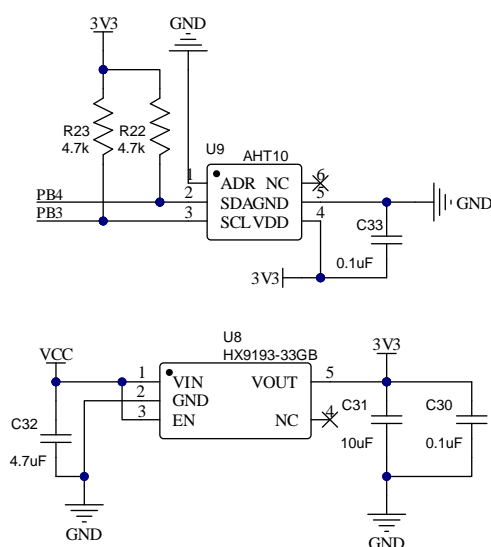 3V3
GND
R23
4.7k
R22
4.7k
U9
AHT10
1
ADR
NC
6
PB4
2
SDA
GND
5
GND
PB3
3
SCL
VDD
4
C33
0.1uF
3V3
U8
HX9193-33GB
VCC
3V3
1
VIN
VOUT
5
2
GND
3
EN
NC
4
C32
4.7uF
C31
10uF
C30
0.1uF
GND
GND